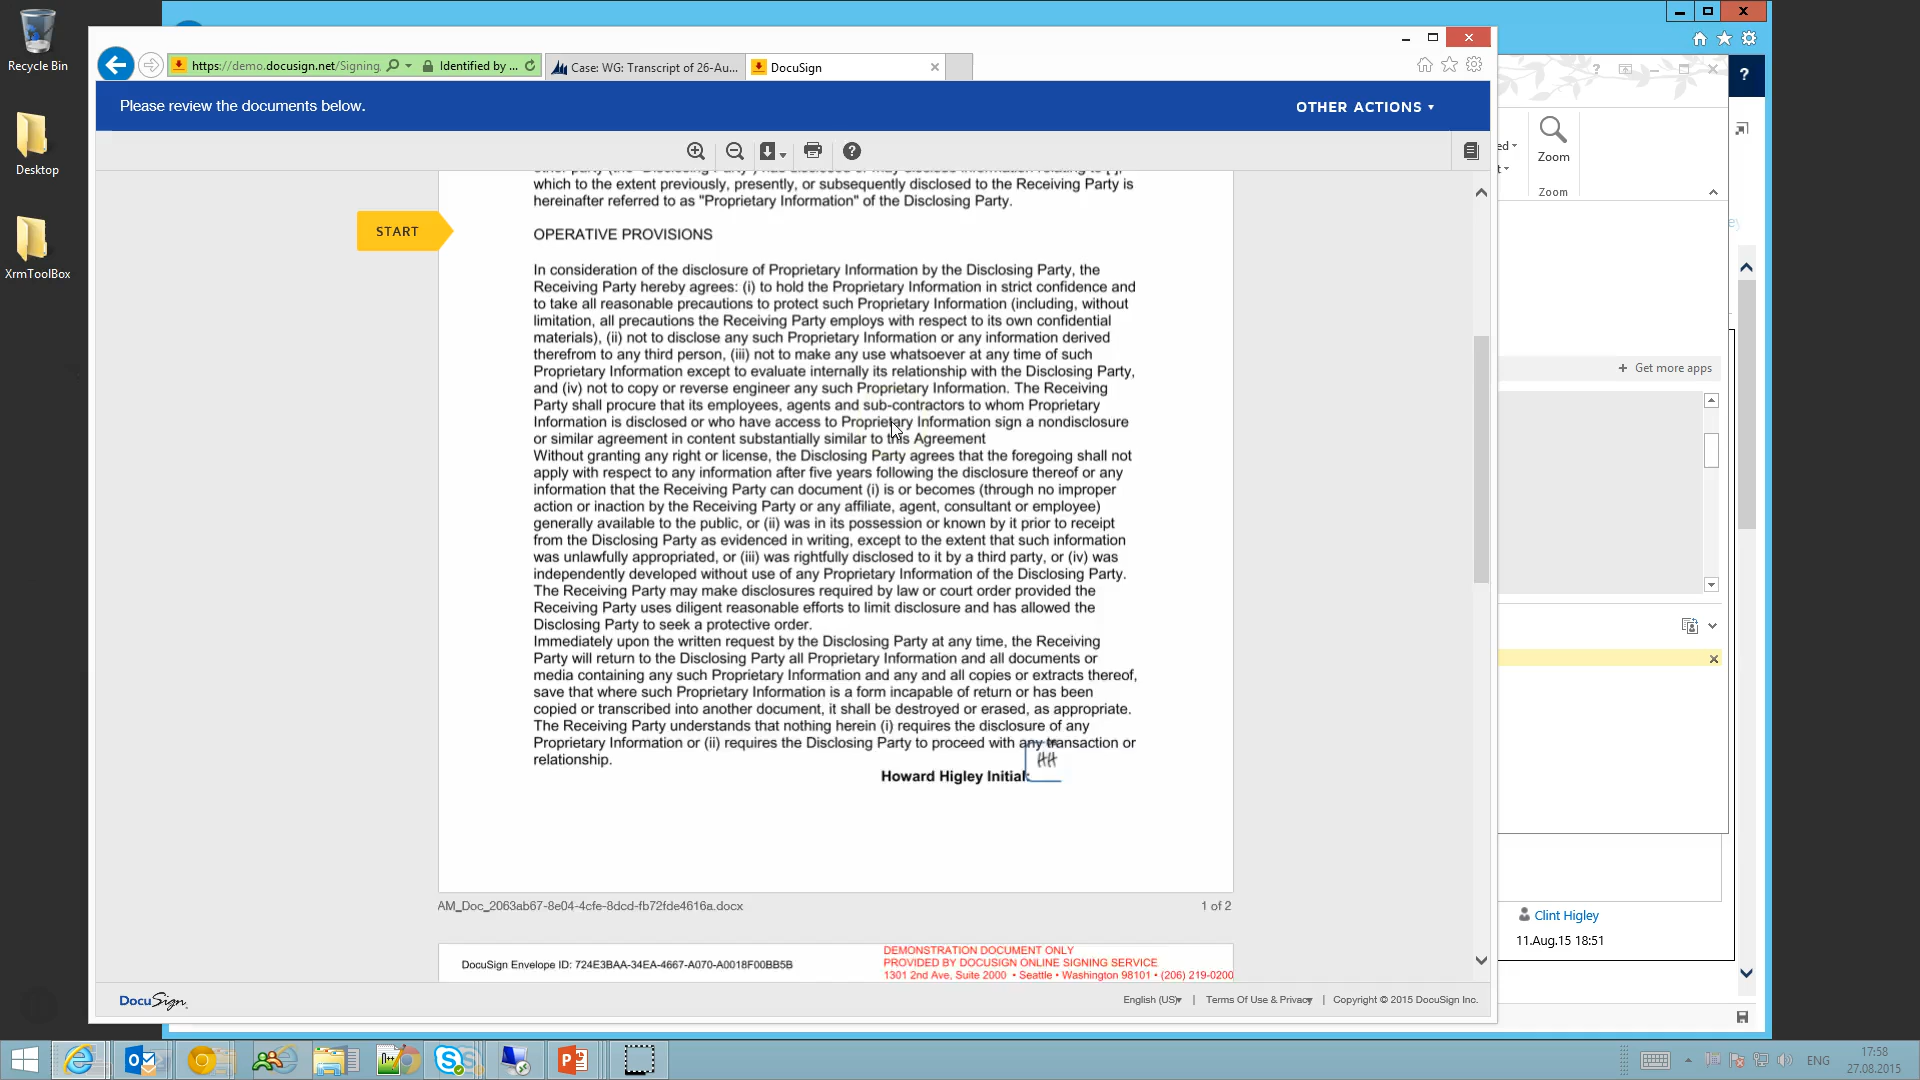 Recycle Bin
Desktop
XrmToolBox
https://demo.docusign.net/Signing
Identified by ...
Case: WG: Transcript of 26-Au...
DocuSign
Please review the documents below.
OTHER ACTIONS
START
which to the extent previously, presently, or subsequently disclosed to the Receiving Party is
hereinafter referred to as "Proprietary Information" of the Disclosing Party.
OPERATIVE PROVISIONS
In consideration of the disclosure of Proprietary Information by the Disclosing Party, the
Receiving Party hereby agrees: (i) to hold the Proprietary Information in strict confidence and
to take all reasonable precautions to protect such Proprietary Information (including, without
limitation, all precautions the Receiving Party employs with respect to its own confidential
materials), (ii) not to disclose any such Proprietary Information or any information derived
therefrom to any third person, (iii) not to make any use whatsoever at any time of such
Proprietary Information except to evaluate internally its relationship with the Disclosing Party,
and (iv) not to copy or reverse engineer any such Proprietary Information. The Receiving
Party shall procure that its employees, agents and sub-contractors to whom Proprietary
Information is disclosed or who have access to Proprietary Information sign a nondisclosure
or similar agreement in content substantially similar to this Agreement
Without granting any right or license, the Disclosing Party agrees that the foregoing shall not
apply with respect to any information after five years following the disclosure thereof or any
information that the Receiving Party can document (i) is or becomes (through no improper
action or inaction by the Receiving Party or any affiliate, agent, consultant or employee)
generally available to the public, or (ii) was in its possession or known by it prior to receipt
from the Disclosing Party as evidenced in writing, except to the extent that such information
was unlawfully appropriated, or (iii) was rightfully disclosed to it by a third party, or (iv) was
independently developed without use of any Proprietary Information of the Disclosing Party.
The Receiving Party may make disclosures required by law or court order provided the
Receiving Party uses diligent reasonable efforts to limit disclosure and has allowed the
Disclosing Party to seek a protective order.
Immediately upon the written request by the Disclosing Party at any time, the Receiving
Party will return to the Disclosing Party all Proprietary Information and all documents or
media containing any such Proprietary Information and any and all copies or extracts thereof,
save that where such Proprietary Information is a form incapable of return or has been
copied or transcribed into another document, it shall be destroyed or erased, as appropriate.
The Receiving Party understands that nothing herein (i) requires the disclosure of any
Proprietary Information or (ii) requires the Disclosing Party to proceed with any transaction or
relationship.
HH
Howard Higley Initial:
AM_Doc_2063ab67-8e04-4cfe-8dcd-fb72fde4616a.docx
1 of 2
DocuSign Envelope ID: 724E3BAA-34EA-4667-A070-A0018F00BB5B
DEMONSTRATION DOCUMENT ONLY
PROVIDED BY DOCUSIGN ONLINE SIGNING SERVICE
1301 2nd Ave, Suite 2000 • Seattle • Washington 98101 • (206) 219-0200
DocuSign
English (US)
Terms Of Use & Privacy
Copyright © 2015 DocuSign Inc.
Zoom
Zoom
Get more apps
Clint Higley
11.Aug.15 18:51
ENG
17:58
27.08.2015